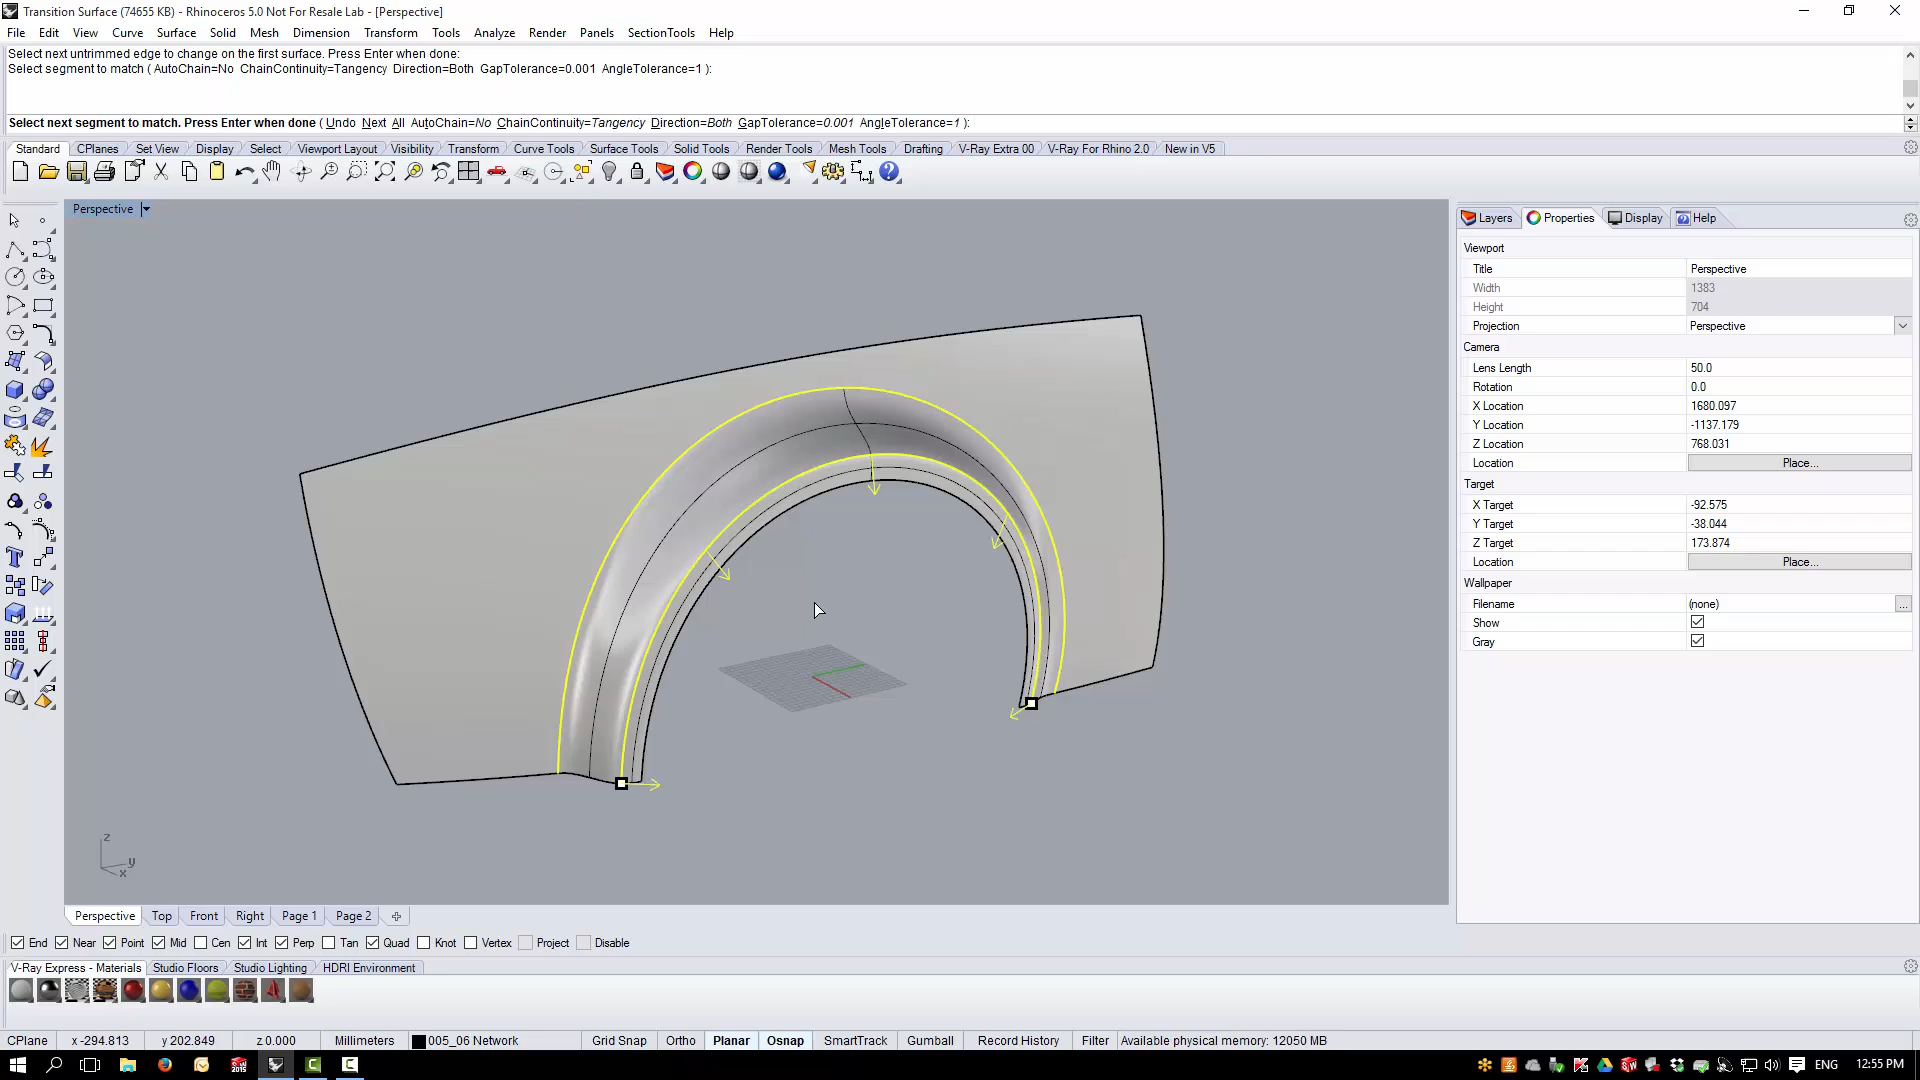 Transition Surface (74655 KB) - Rhinoceros 5.0 Not For Resale Lab - [Perspective]
File Edit View Curve Surface Solid Mesh Dimension Transform Tools Analyze Render Panels SectionTools Help
Select next untrimmed edge to change on the first surface. Press Enter when done:
Select segment to match ( AutoChain=No ChainContinuity=Tangency Direction=Both GapTolerance=0.001 AngleTolerance=1 ):
Select next segment to match. Press Enter when done ( Undo Next All AutoChain=No ChainContinuity=Tangency Direction=Both GapTolerance=0.001 AngleTolerance=1 ):
Standard CPlanes Set View Display Select Viewport Layout Visibility Transform Curve Tools Surface Tools Solid Tools Render Tools Mesh Tools Drafting V-Ray Extra 00 V-Ray For Rhino 2.0 New in V5
Perspective
Layers Properties Display Help
Viewport
Title Perspective
Width 1383
Height 704
Projection Perspective
Camera
Lens Length 50.0
Rotation 0.0
X Location 1680.097
Y Location -1137.179
Z Location 768.031
Location Place...
Target
X Target -92.575
Y Target -38.044
Z Target 173.874
Location Place...
Wallpaper
Filename (none) ...
Show
Gray
z
y
x
Perspective Top Front Right Page 1 Page 2
End Near Point Mid Cen Int Perp Tan Quad Knot Vertex Project Disable
V-Ray Express - Materials Studio Floors Studio Lighting HDRI Environment
CPlane x -294.813 y 202.849 z 0.000 Millimeters 005_06 Network Grid Snap Ortho Planar Osnap SmartTrack Gumball Record History Filter Available physical memory: 12050 MB
ENG 12:55 PM